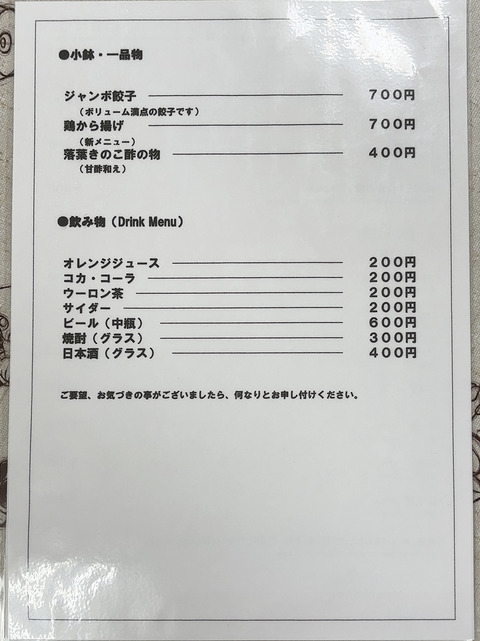 ●小鉢・一品物
ジャンボ餃子 ７００円
（ボリューム満点の餃子です）
鶏から揚げ ７００円
（新メニュー）
落葉きのこ酢の物 ４００円
（甘酢和え）
●飲み物（Drink Menu）
オレンジジュース ２００円
コカ・コーラ ２００円
ウーロン茶 ２００円
サイダー ２００円
ビール（中瓶） ６００円
焼酎（グラス） ３００円
日本酒（グラス） ４００円
ご要望、お気づきの事がございましたら、何なりとお申し付けください。